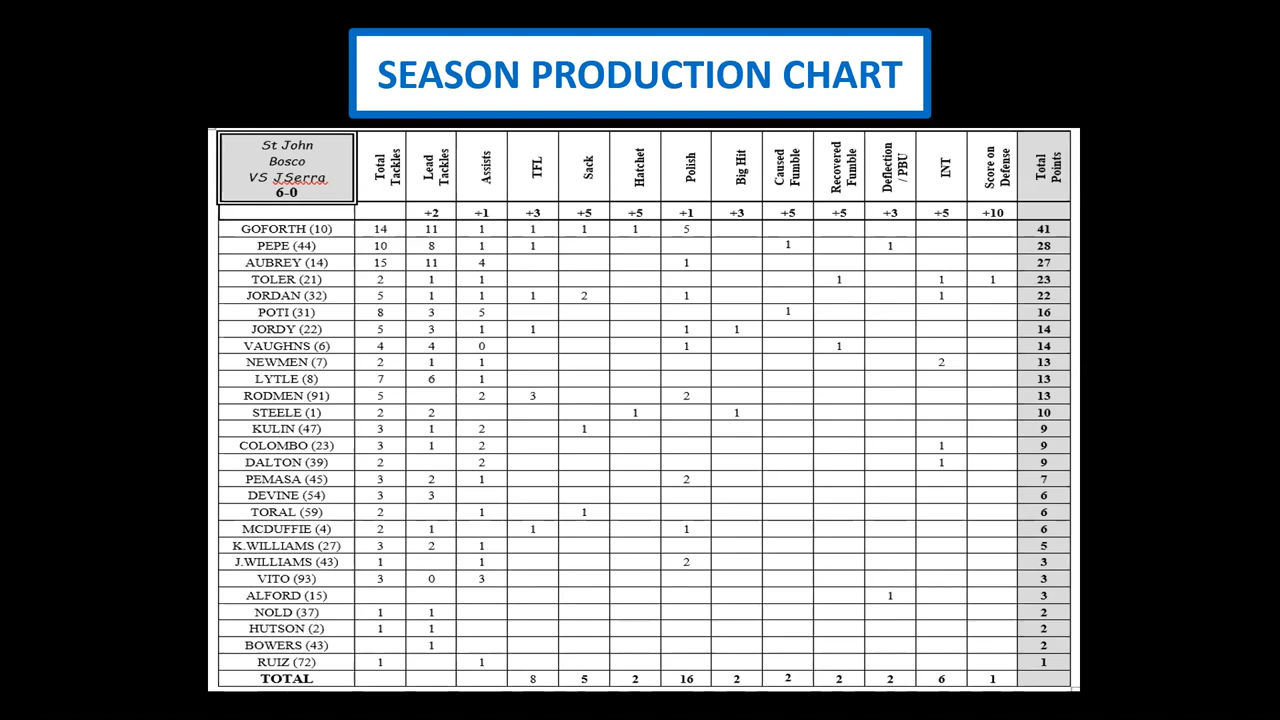 SEASON PRODUCTION CHART
St John
Bosco
VS JSerra
6-0
Total Tackles Lead Tackles Assists TFL Sack Hatchet Polish Big Hit Caused Fumble Recovered Fumble Deflection / PBU INT Score on Defense Total Points
+2 +1 +3 +5 +5 +1 +3 +5 +5 +3 +5 +10
GOFORTH (10) 14 11 1 1 1 1 5 41
PEPE (44) 10 8 1 1 1 1 28
AUBREY (14) 15 11 4 1 27
TOLER (21) 2 1 1 1 1 1 23
JORDAN (32) 5 1 1 1 2 1 1 22
POTI (31) 8 3 5 1 16
JORDY (22) 5 3 1 1 1 1 14
VAUGHNS (6) 4 4 0 1 1 14
NEWMEN (7) 2 1 1 2 13
LYTLE (8) 7 6 1 13
RODMEN (91) 5 2 3 2 13
STEELE (1) 2 2 1 1 10
KULIN (47) 3 1 2 1 9
COLOMBO (23) 3 1 2 1 9
DALTON (39) 2 2 1 9
PEMASA (45) 3 2 1 2 7
DEVINE (54) 3 3 6
TORAL (59) 2 1 1 6
MCDUFFIE (4) 2 1 1 1 6
K.WILLIAMS (27) 3 2 1 5
J.WILLIAMS (43) 1 1 2 3
VITO (93) 3 0 3 3
ALFORD (15) 1 3
NOLD (37) 1 1 2
HUTSON (2) 1 1 2
BOWERS (43) 1 2
RUIZ (72) 1 1 1
TOTAL 8 5 2 16 2 2 2 2 6 1